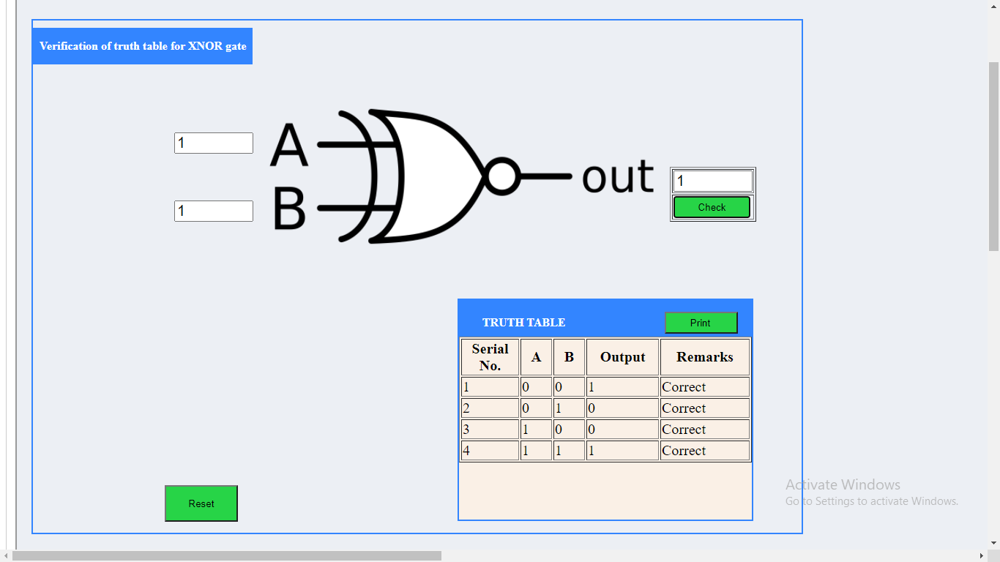 Verification of truth table for XNOR gate
1
A
1
B
out
1
Check
TRUTH TABLE
Print
Serial No. A B Output Remarks
1 0 0 1 Correct
2 0 1 0 Correct
3 1 0 0 Correct
4 1 1 1 Correct
Reset
Activate Windows
Go to Settings to activate Windows.